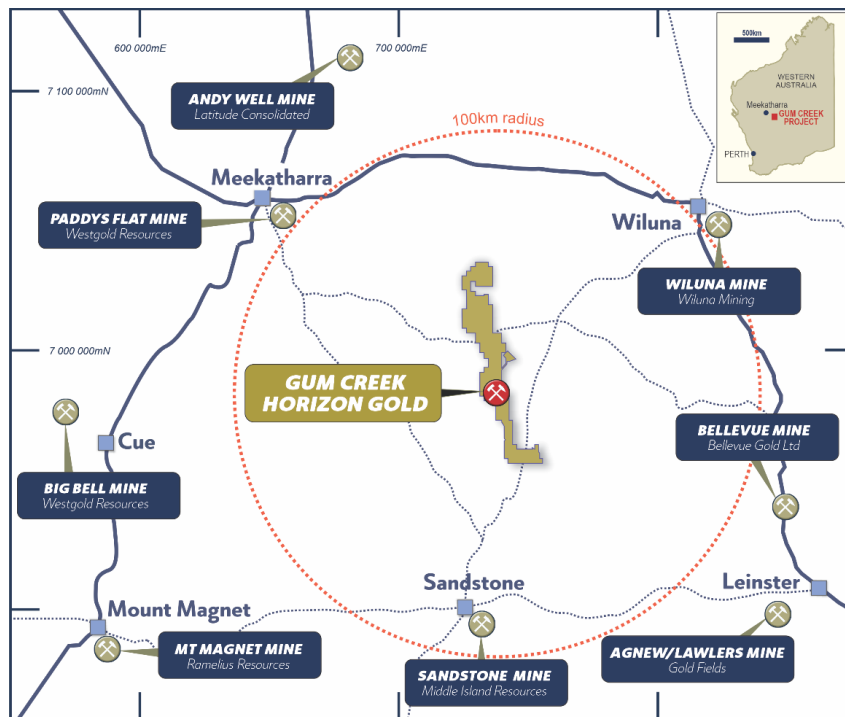 600 000mE
700 000mE
500km
WESTERN
AUSTRALIA
Meekatharra
GUM CREEK
PROJECT
PERTH
7 100 000mN
ANDY WELL MINE
Latitude Consolidated
100km radius
Meekatharra
PADDYS FLAT MINE
Westgold Resources
Wiluna
WILUNA MINE
Wiluna Mining
7 000 000mN
GUM CREEK
HORIZON GOLD
BELLEVUE MINE
Bellevue Gold Ltd
Cue
BIG BELL MINE
Westgold Resources
Sandstone
Leinster
Mount Magnet
MT MAGNET MINE
Ramelius Resources
SANDSTONE MINE
Middle Island Resources
AGNEW/LAWLERS MINE
Gold Fields